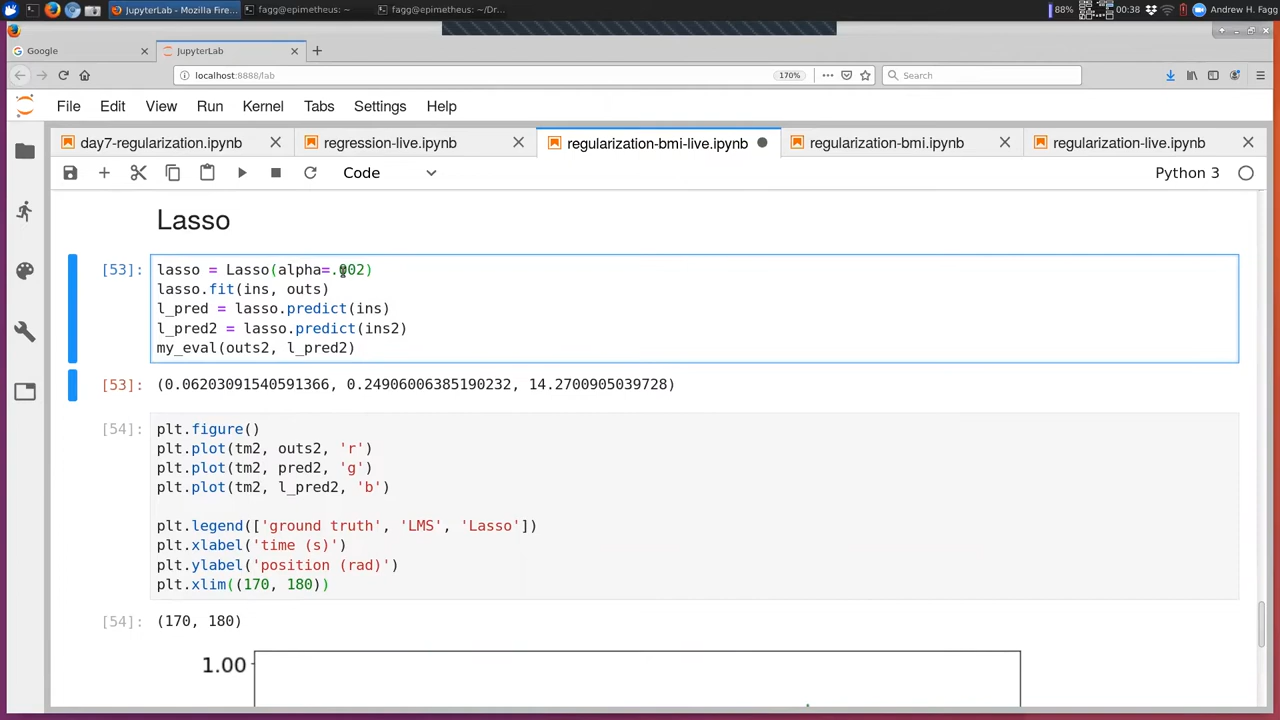 JupyterLab - Mozilla Fire...
fagg@epimetheus: ~
fagg@epimetheus: ~/Dr...
88%
00:38
Andrew H. Fagg
Google
JupyterLab
localhost:8888/lab
170%
Search
File Edit View Run Kernel Tabs Settings Help
day7-regularization.ipynb
regression-live.ipynb
regularization-bmi-live.ipynb
regularization-bmi.ipynb
regularization-live.ipynb
Code
Python 3
Lasso
[53]: lasso = Lasso(alpha=.002)
lasso.fit(ins, outs)
l_pred = lasso.predict(ins)
l_pred2 = lasso.predict(ins2)
my_eval(outs2, l_pred2)
[53]: (0.06203091540591366, 0.24906006385190232, 14.2700905039728)
[54]: plt.figure()
plt.plot(tm2, outs2, 'r')
plt.plot(tm2, pred2, 'g')
plt.plot(tm2, l_pred2, 'b')
plt.legend(['ground truth', 'LMS', 'Lasso'])
plt.xlabel('time (s)')
plt.ylabel('position (rad)')
plt.xlim((170, 180))
[54]: (170, 180)
1.00